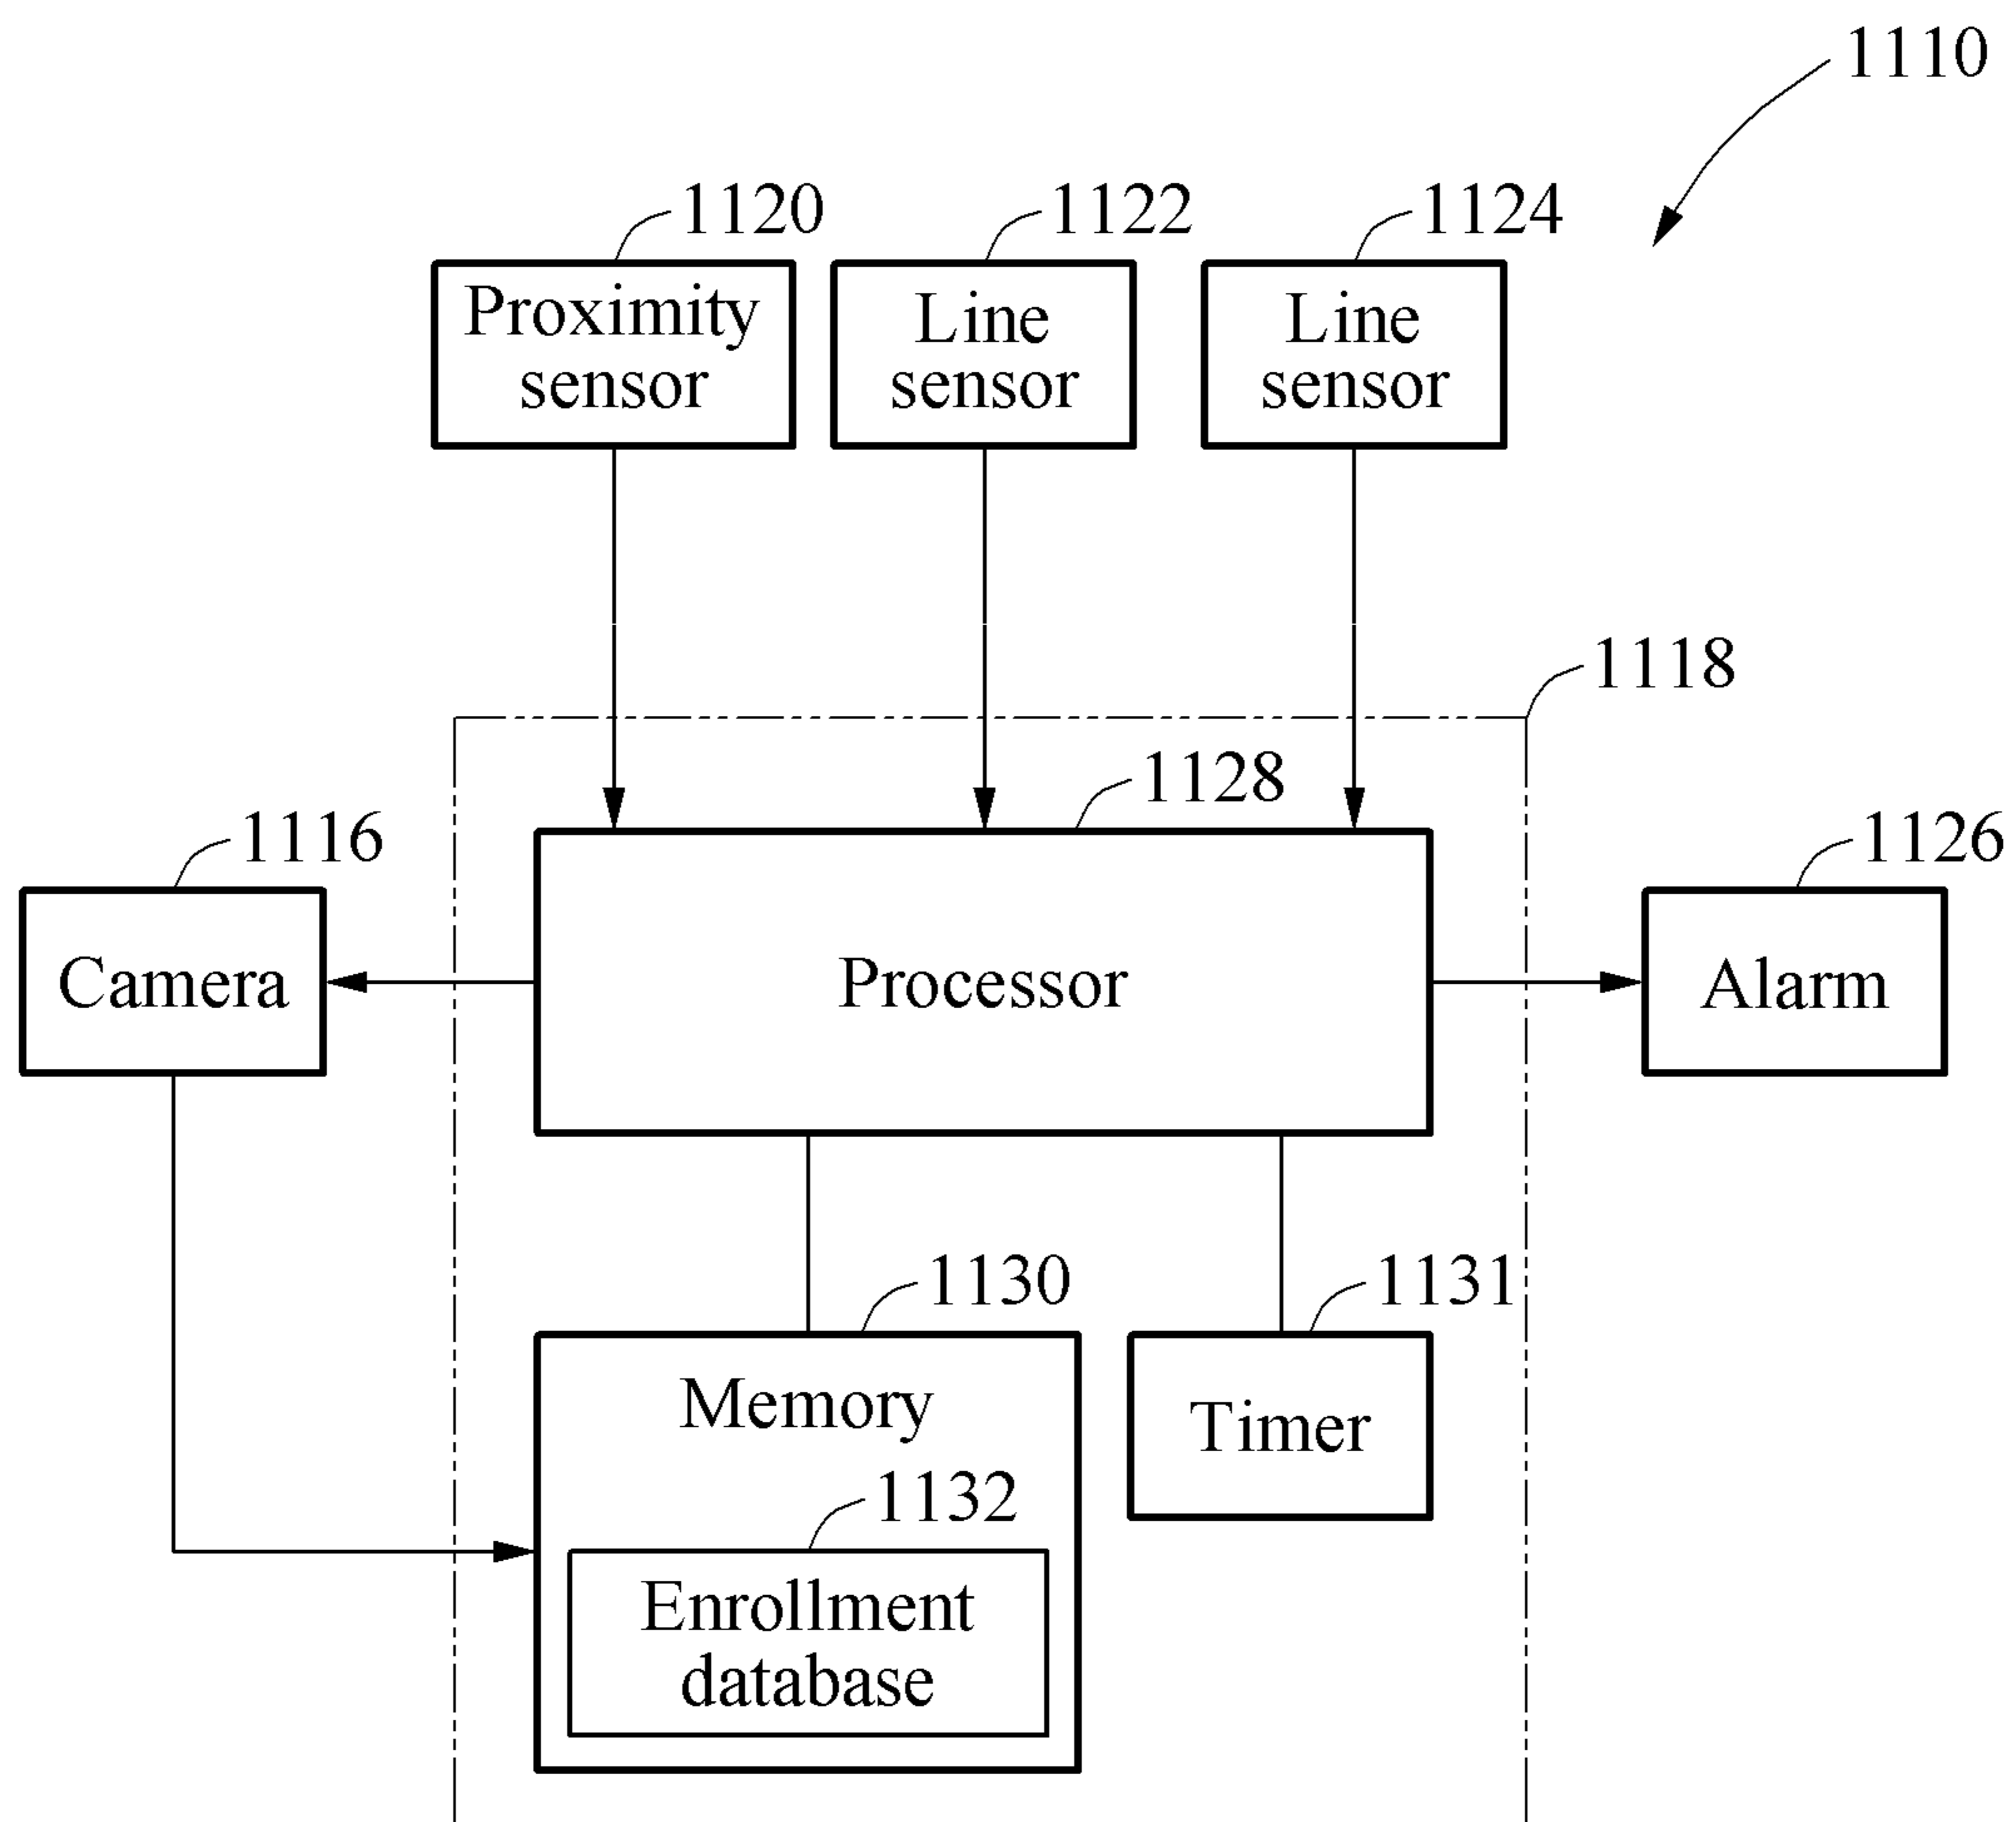 1110
1120
1122
1124
Proximity
sensor
Line
sensor
Line
sensor
1118
1128
1116
1126
Camera
Processor
Alarm
1130
1131
Memory
Timer
1132
Enrollment
database